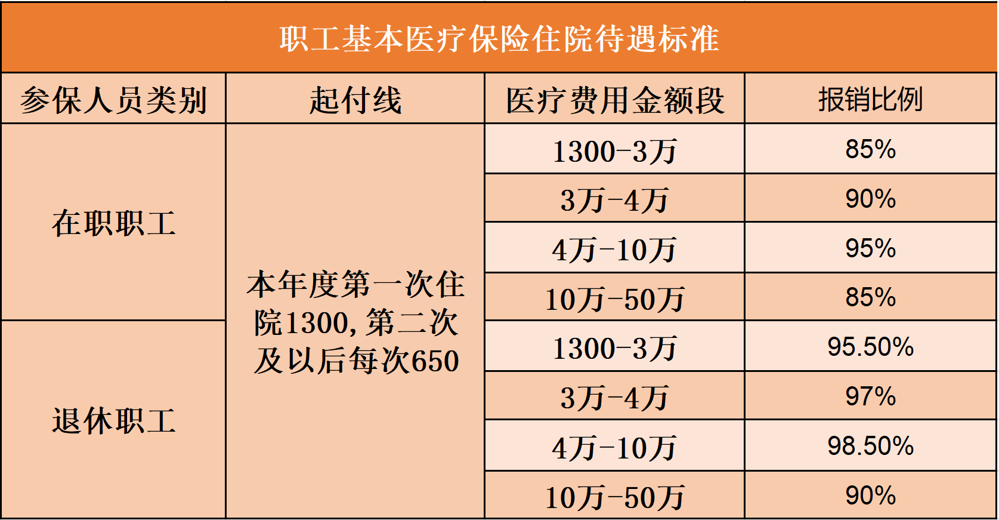 职工基本医疗保险住院待遇标准
参保人员类别 起付线 医疗费用金额段 报销比例
在职职工
本年度第一次住
院1300,第二次
及以后每次650
1300-3万 85%
3万-4万 90%
4万-10万 95%
10万-50万 85%
退休职工
1300-3万 95.50%
3万-4万 97%
4万-10万 98.50%
10万-50万 90%